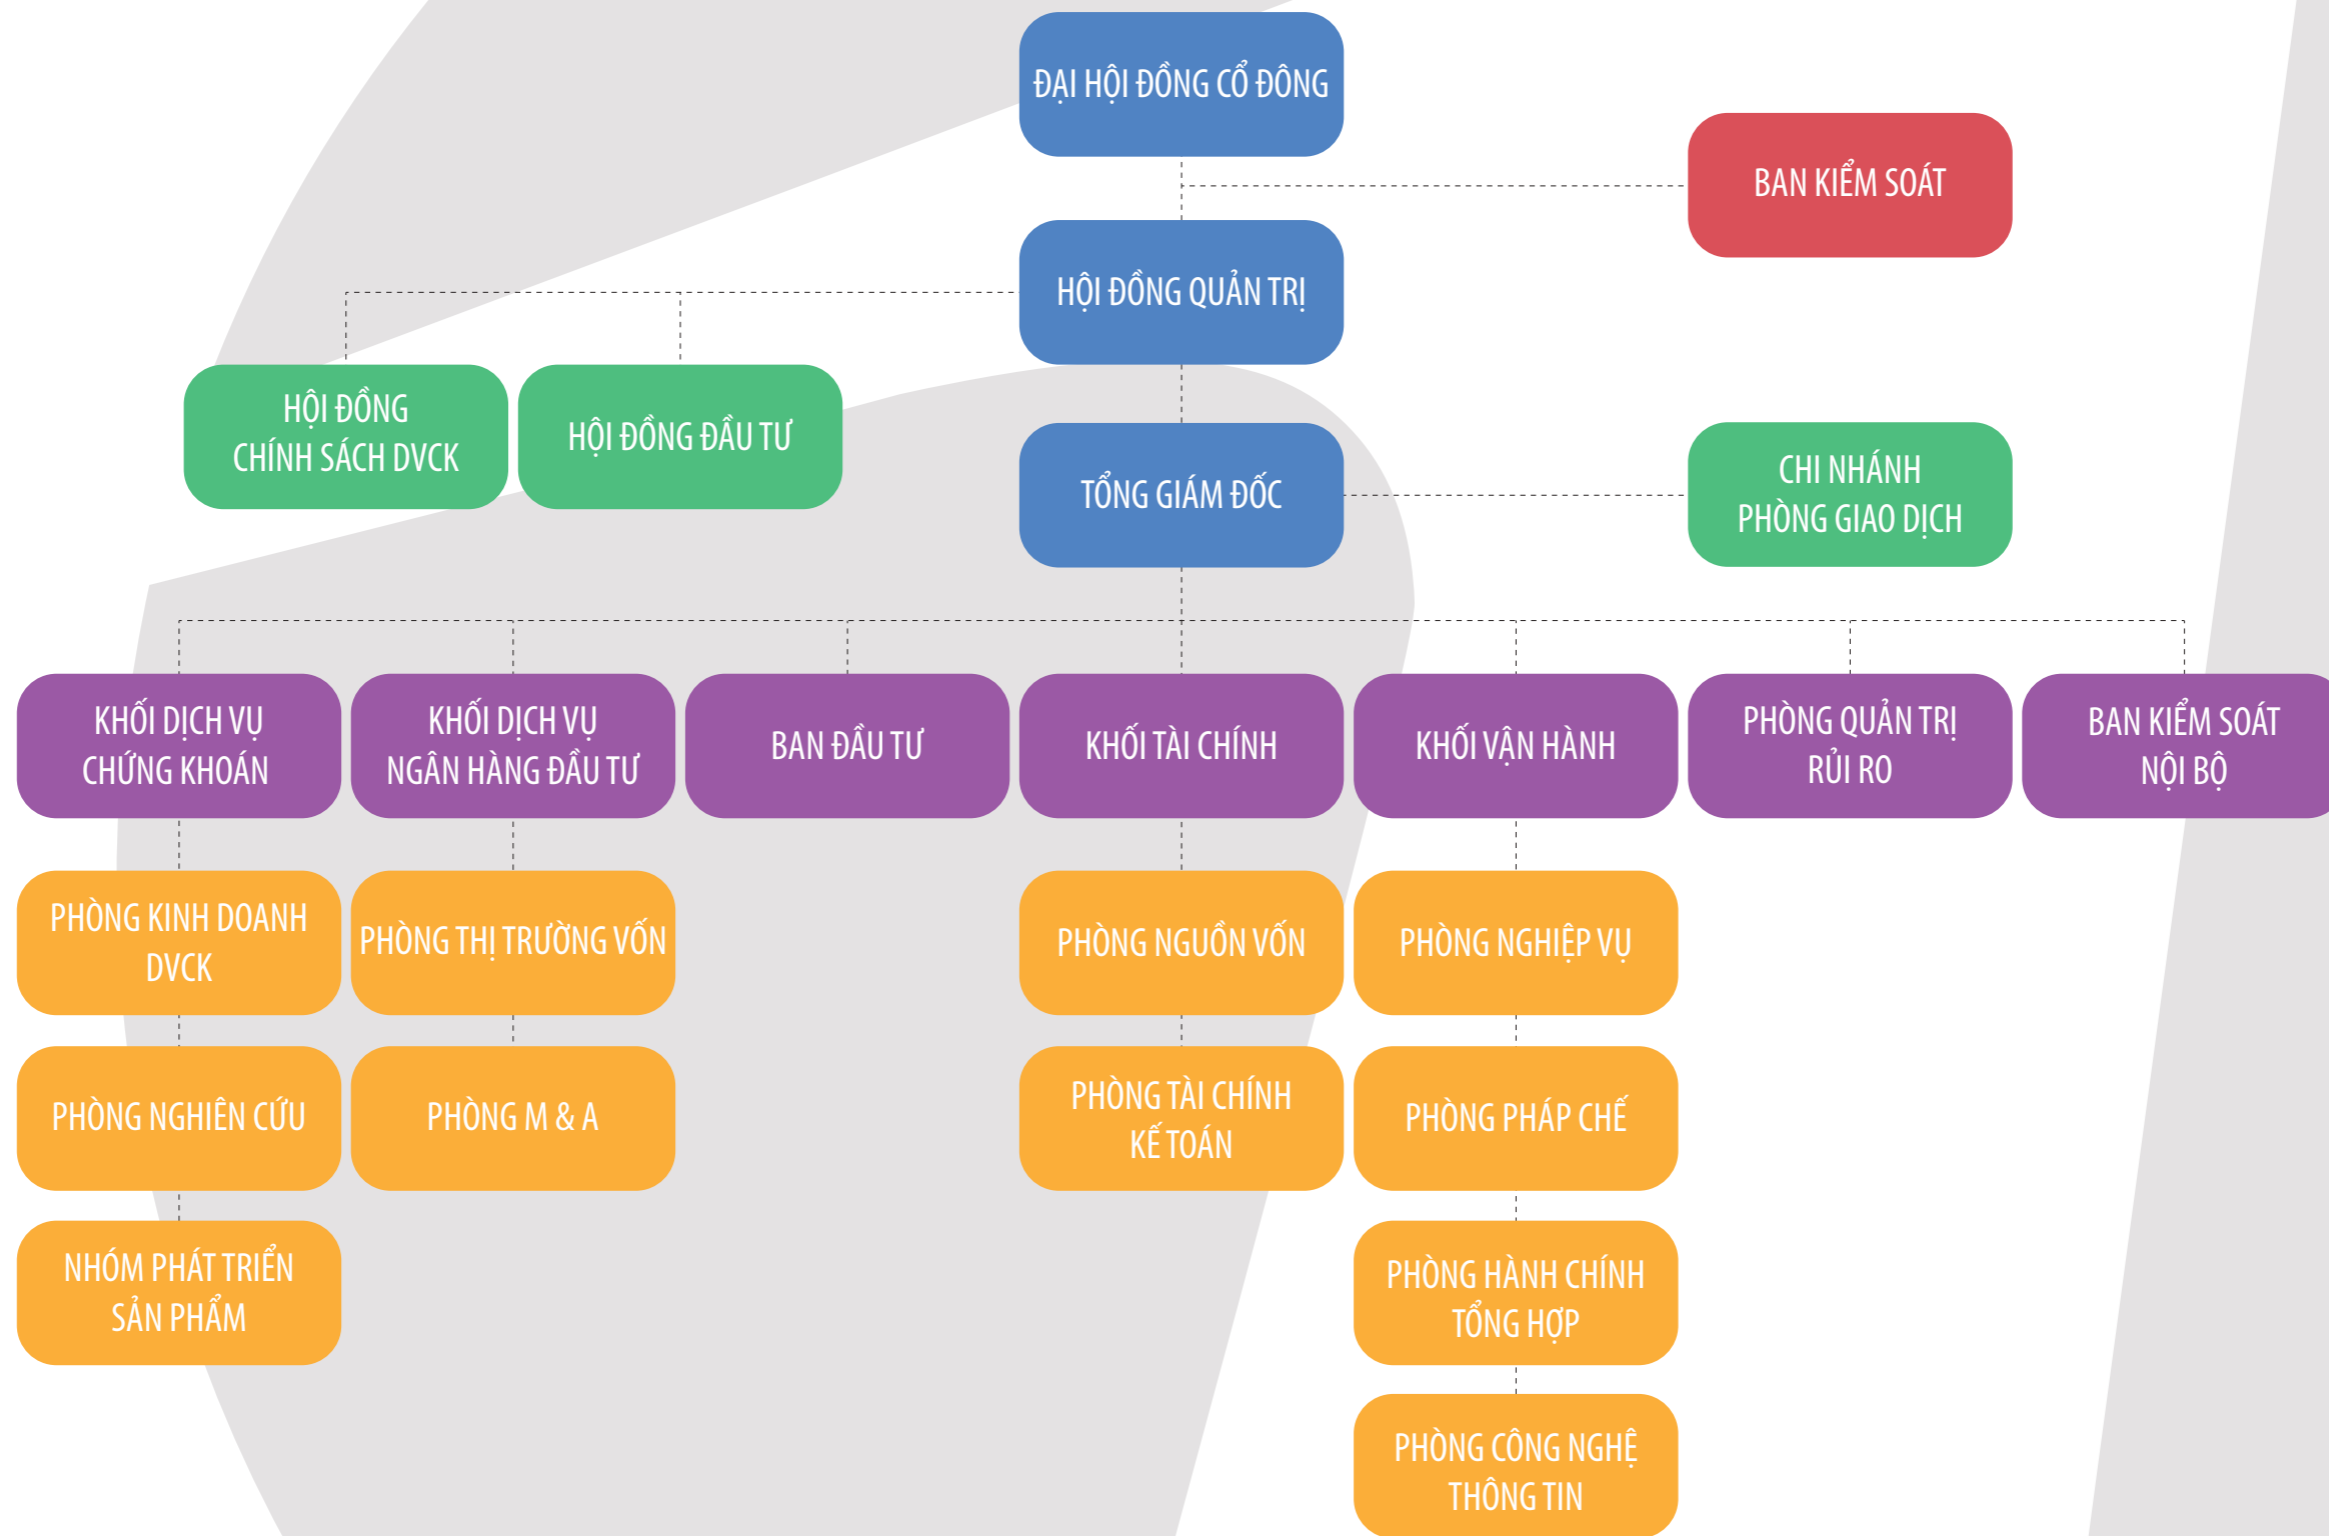 ĐẠI HỘI ĐỒNG CỔ ĐÔNG
BAN KIỂM SOÁT
HỘI ĐỒNG QUẢN TRỊ
HỘI ĐỒNG
CHÍNH SÁCH DVCK
HỘI ĐỒNG ĐẦU TƯ
TỔNG GIÁM ĐỐC
CHI NHÁNH
PHÒNG GIAO DỊCH
KHỐI DỊCH VỤ
CHỨNG KHOÁN
KHỐI DỊCH VỤ
NGÂN HÀNG ĐẦU TƯ
BAN ĐẦU TƯ
KHỐI TÀI CHÍNH
KHỐI VẬN HÀNH
PHÒNG QUẢN TRỊ
RỦI RO
BAN KIỂM SOÁT
NỘI BỘ
PHÒNG KINH DOANH
DVCK
PHÒNG THỊ TRƯỜNG VỐN
PHÒNG NGUỒN VỐN
PHÒNG NGHIỆP VỤ
PHÒNG NGHIÊN CỨU
PHÒNG M & A
PHÒNG TÀI CHÍNH
KẾ TOÁN
PHÒNG PHÁP CHẾ
NHÓM PHÁT TRIỂN
SẢN PHẨM
PHÒNG HÀNH CHÍNH
TỔNG HỢP
PHÒNG CÔNG NGHỆ
THÔNG TIN